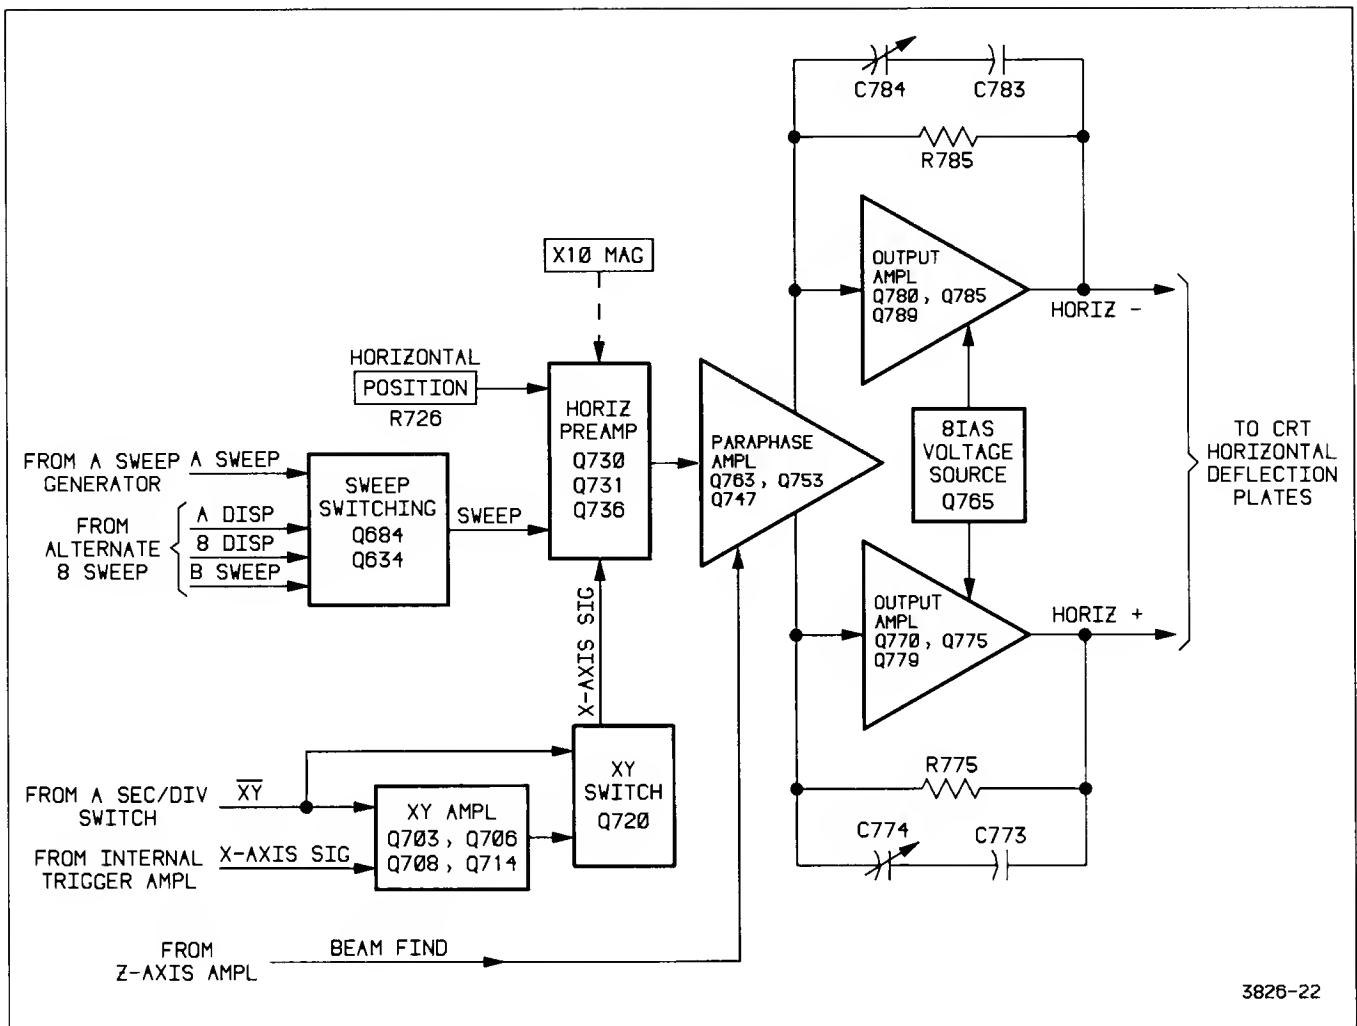 C784
C783
R785
X10 MAG
OUTPUT
AMPL
Q780, Q785
Q789
HORIZ -
HORIZONTAL
POSITION
R726
HORIZ
PREAMP
Q730
Q731
Q736
PARAPHASE
AMPL
Q763, Q753
Q747
8IAS
VOLTAGE
SOURCE
Q765
TO CRT
HORIZONTAL
DEFLECTION
PLATES
FROM A SWEEP
GENERATOR
A SWEEP
FROM
ALTERNATE
8 SWEEP
A DISP
8 DISP
B SWEEP
SWEEP
SWITCHING
Q684
Q634
SWEEP
OUTPUT
AMPL
Q770, Q775
Q779
HORIZ +
X-AXIS SIG
FROM A SEC/DIV
SWITCH
X̅Y̅
XY
SWITCH
Q720
R775
FROM INTERNAL
TRIGGER AMPL
X-AXIS SIG
XY AMPL
Q703, Q706
Q708, Q714
C774
C773
FROM
Z-AXIS AMPL
BEAM FIND
3826-22